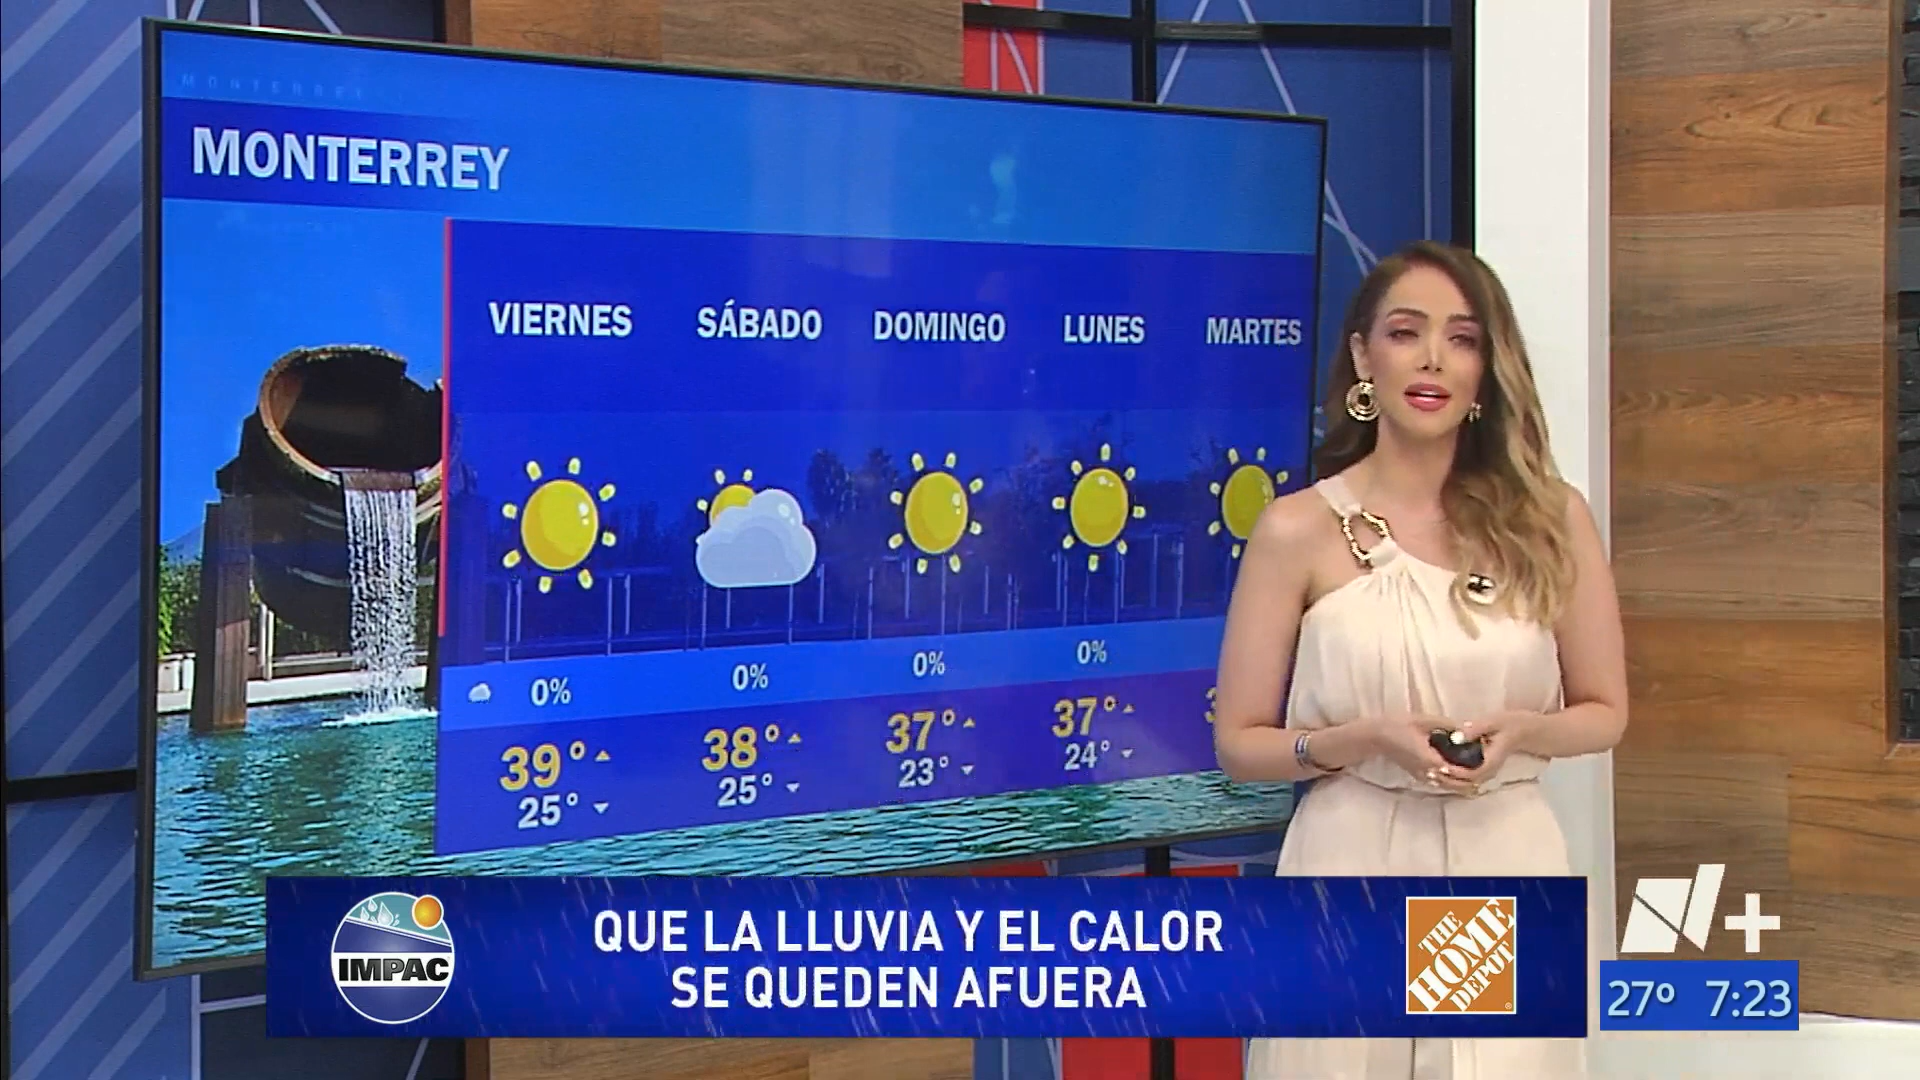 MONTERREY
MONTERREY
VIERNES SÁBADO DOMINGO LUNES MARTES
0% 0% 0% 0%
39° 38° 37° 37°
25° 25° 23° 24°
IMPAC
QUE LA LLUVIA Y EL CALOR
SE QUEDEN AFUERA
THE
HOME
DEPOT
N+
27° 7:23